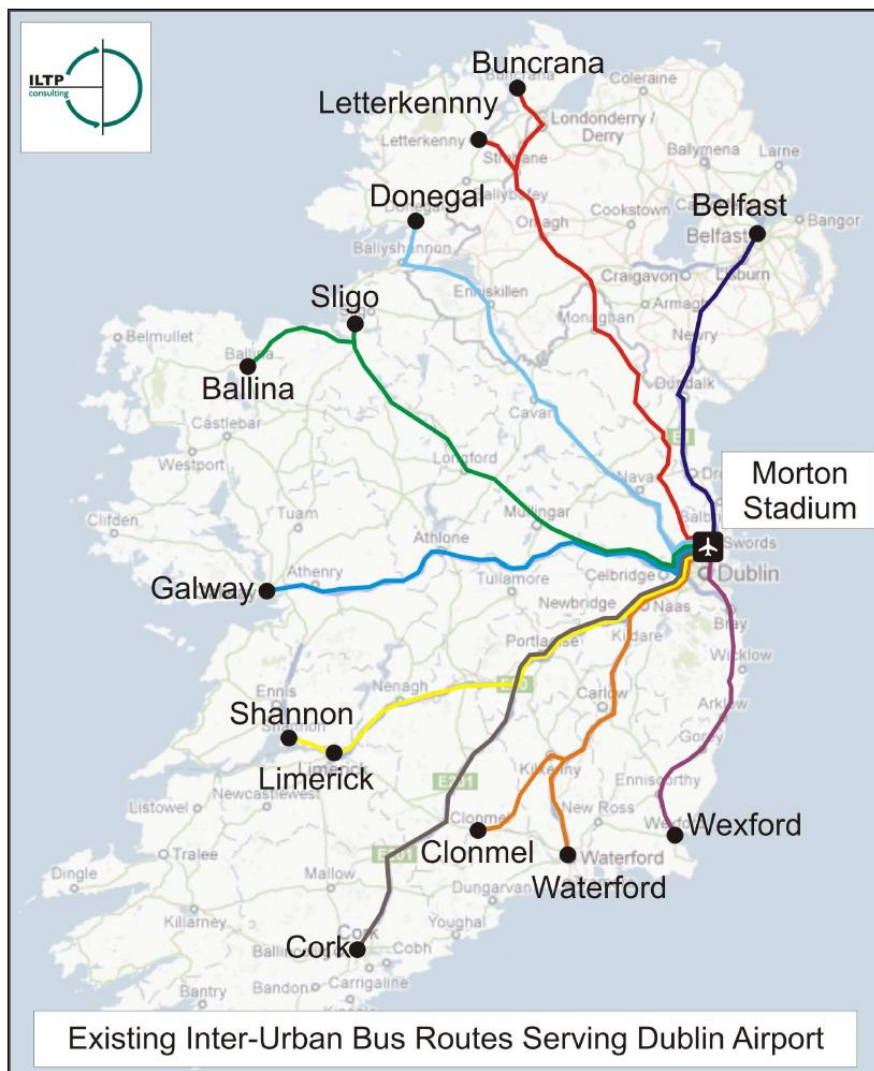 ILTP
consulting
Buncrana
Buncrana
Coleraine
Letterkennny
Londonderry /
Derry
Letterkenny
Strabane
Ballymena
Larne
Donegal
Belfast
Omagh
Cookstown
Bangor
Belfast
Ballyshannon
Craigavon
Lisburn
Enniskillen
Armagh
Sligo
Monaghan
Newry
Belmullet
Ballina
Dundalk
Cavan
Castlebar
Westport
Longford
Morton
Stadium
Mullingar
Clifden
Tuam
Athlone
Swords
Galway
Athenry
Tullamore
Celbridge
Dublin
Newbridge
Naas
Kildare
Bray
Portlaoise
Wicklow
Ennis
Nenagh
Carlow
Arklow
Shannon
Shannon
Gorey
Limerick
Limerick
Kilkenny
Enniscorthy
Newcastlewest
Listowel
New Ross
Clonmel
Wexford
Clonmel
Tralee
Waterford
Waterford
Dingle
Mallow
Dungarvan
Killarney
Youghal
Cork
Cork
Cobh
Bandon
Carrigaline
Bantry
Existing Inter-Urban Bus Routes Serving Dublin Airport